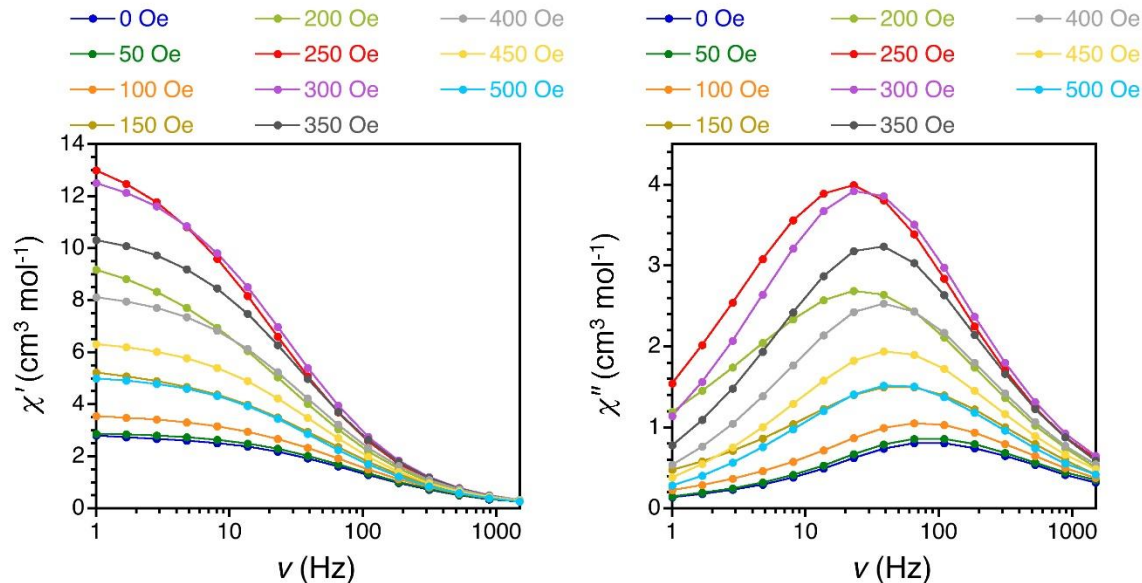 0 Oe 200 Oe 400 Oe
50 Oe 250 Oe 450 Oe
100 Oe 300 Oe 500 Oe
150 Oe 350 Oe
14
12
10
8
6
4
2
0
χ′ (cm³ mol⁻¹)
1 10 100 1000
ν (Hz)
0 Oe 200 Oe 400 Oe
50 Oe 250 Oe 450 Oe
100 Oe 300 Oe 500 Oe
150 Oe 350 Oe
4
3
2
1
0
χ″ (cm³ mol⁻¹)
1 10 100 1000
ν (Hz)